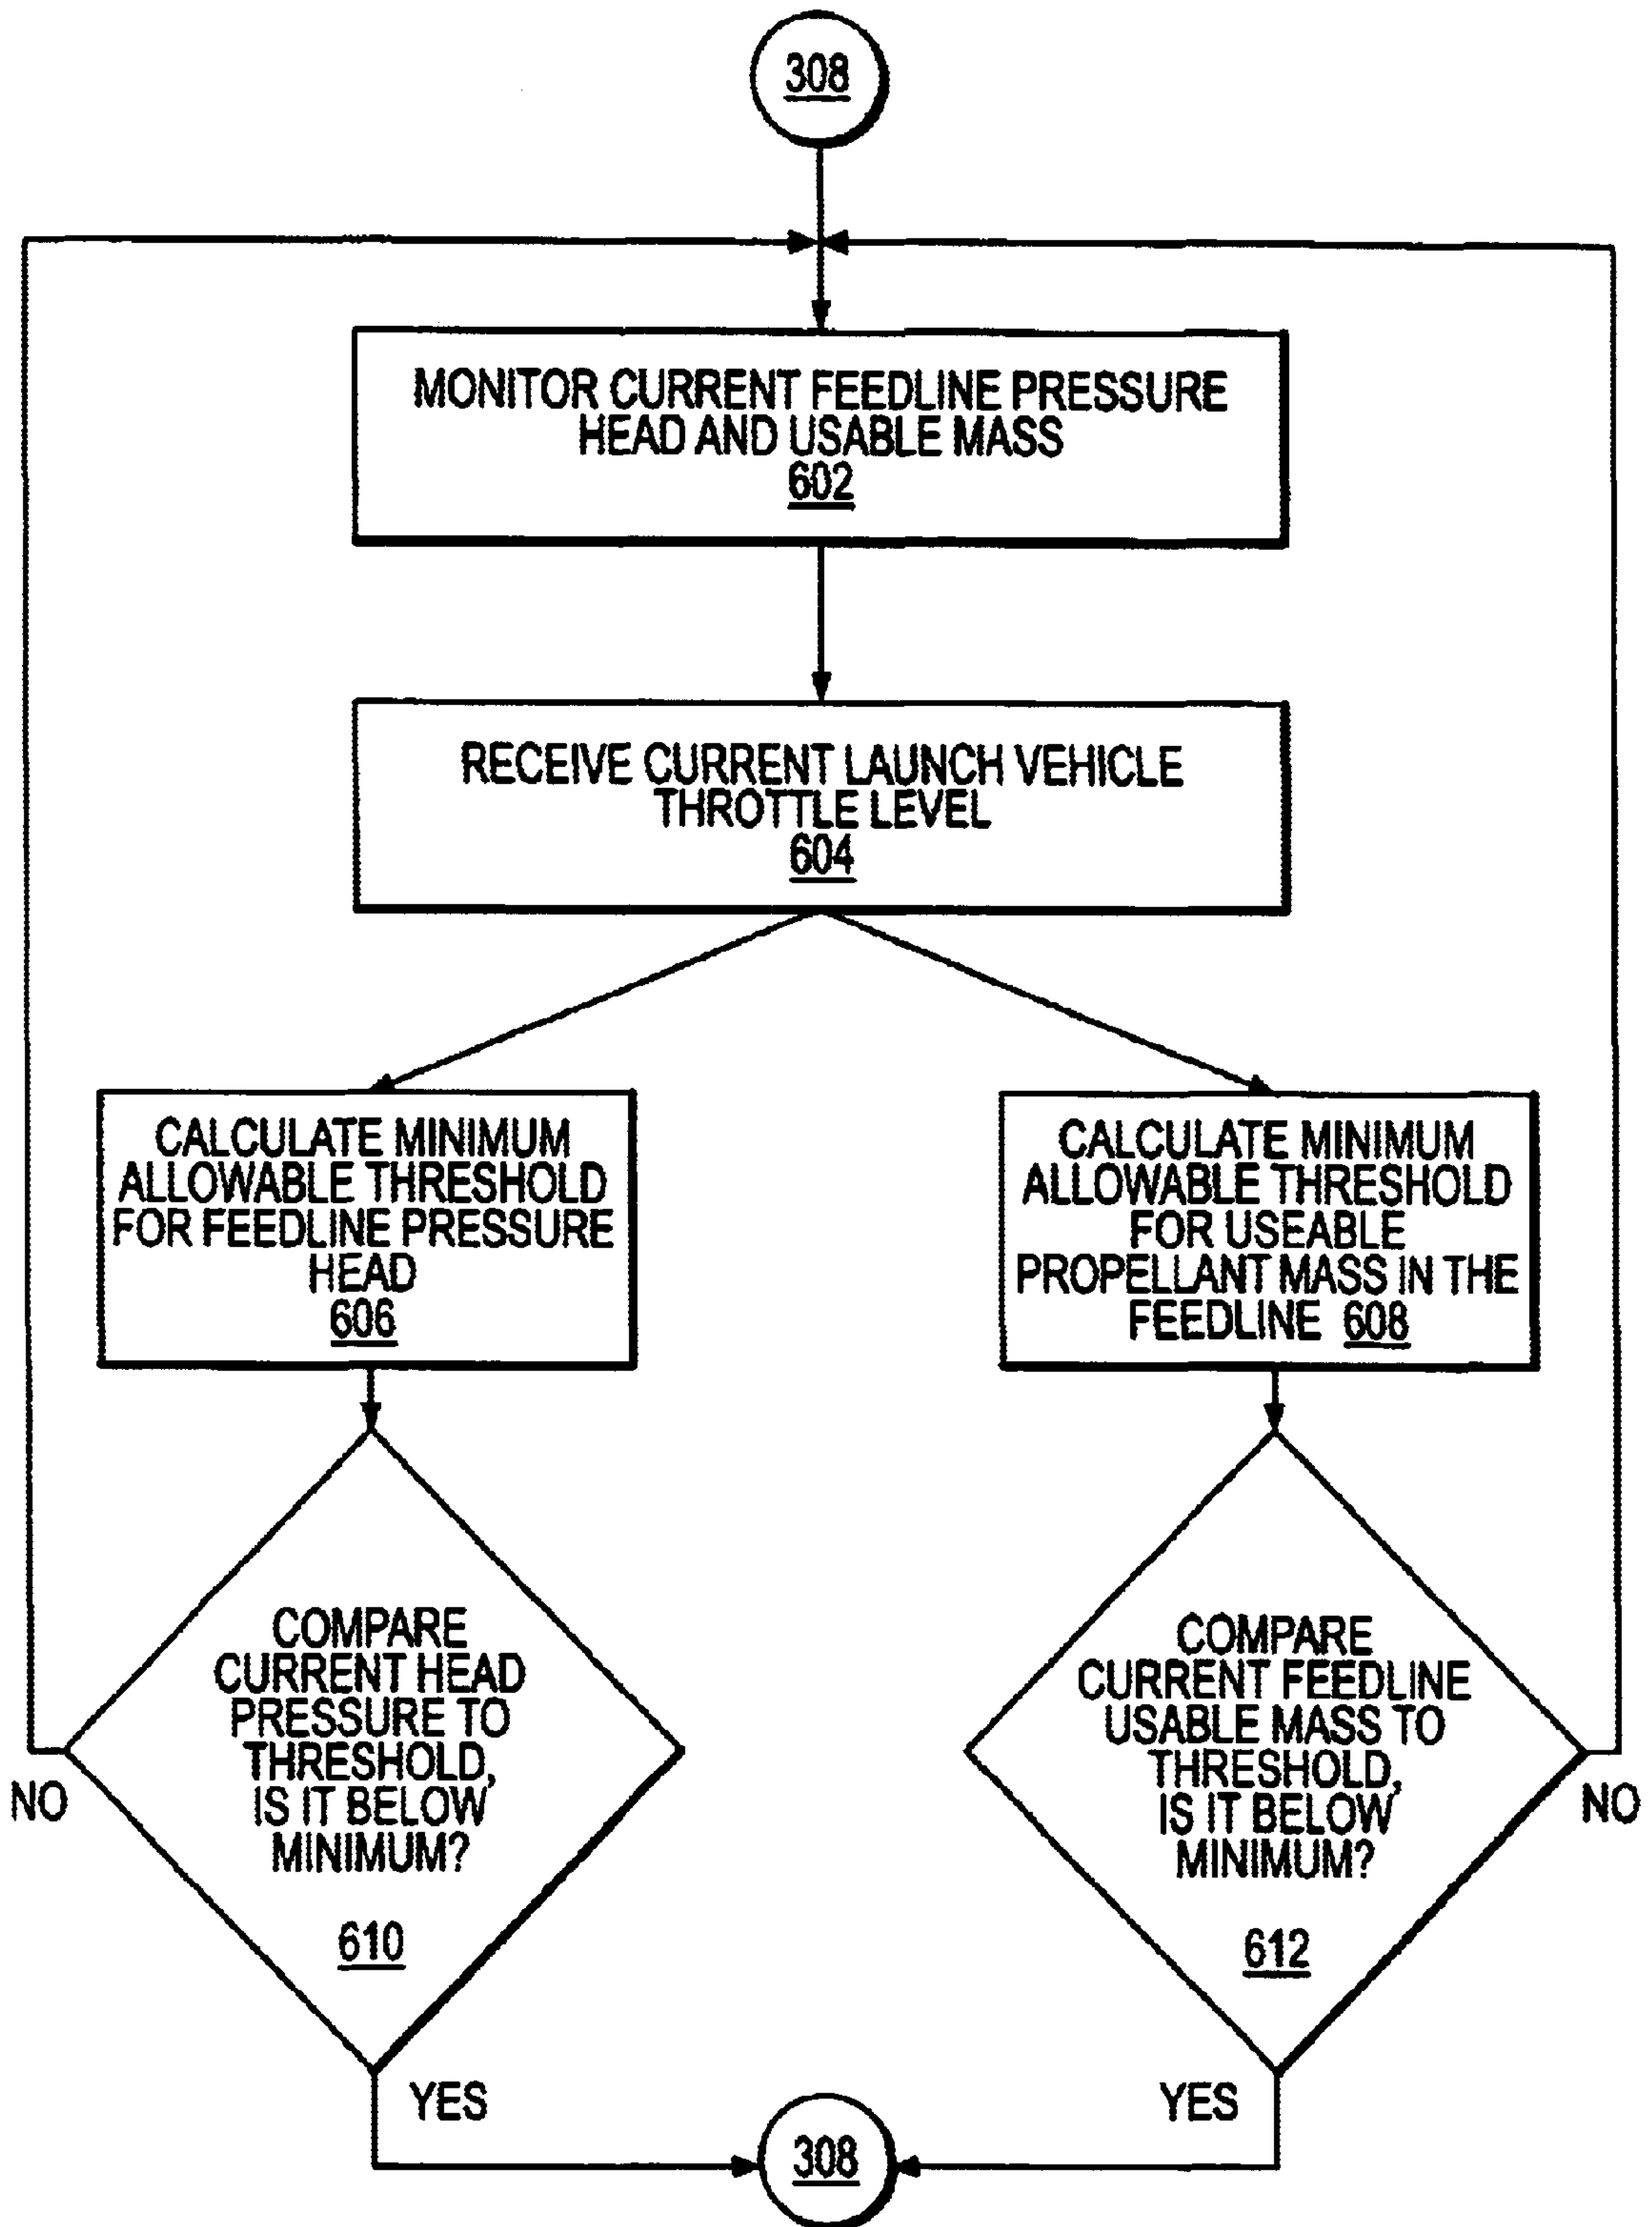 308
MONITOR CURRENT FEEDLINE PRESSURE
HEAD AND USABLE MASS
602
RECEIVE CURRENT LAUNCH VEHICLE
THROTTLE LEVEL
604
CALCULATE MINIMUM
ALLOWABLE THRESHOLD
FOR FEEDLINE PRESSURE
HEAD
606
CALCULATE MINIMUM
ALLOWABLE THRESHOLD
FOR USEABLE
PROPELLANT MASS IN THE
FEEDLINE 608
COMPARE
CURRENT HEAD
PRESSURE TO
THRESHOLD,
IS IT BELOW
MINIMUM?
610
NO
YES
COMPARE
CURRENT FEEDLINE
USABLE MASS TO
THRESHOLD,
IS IT BELOW
MINIMUM?
612
NO
YES
308